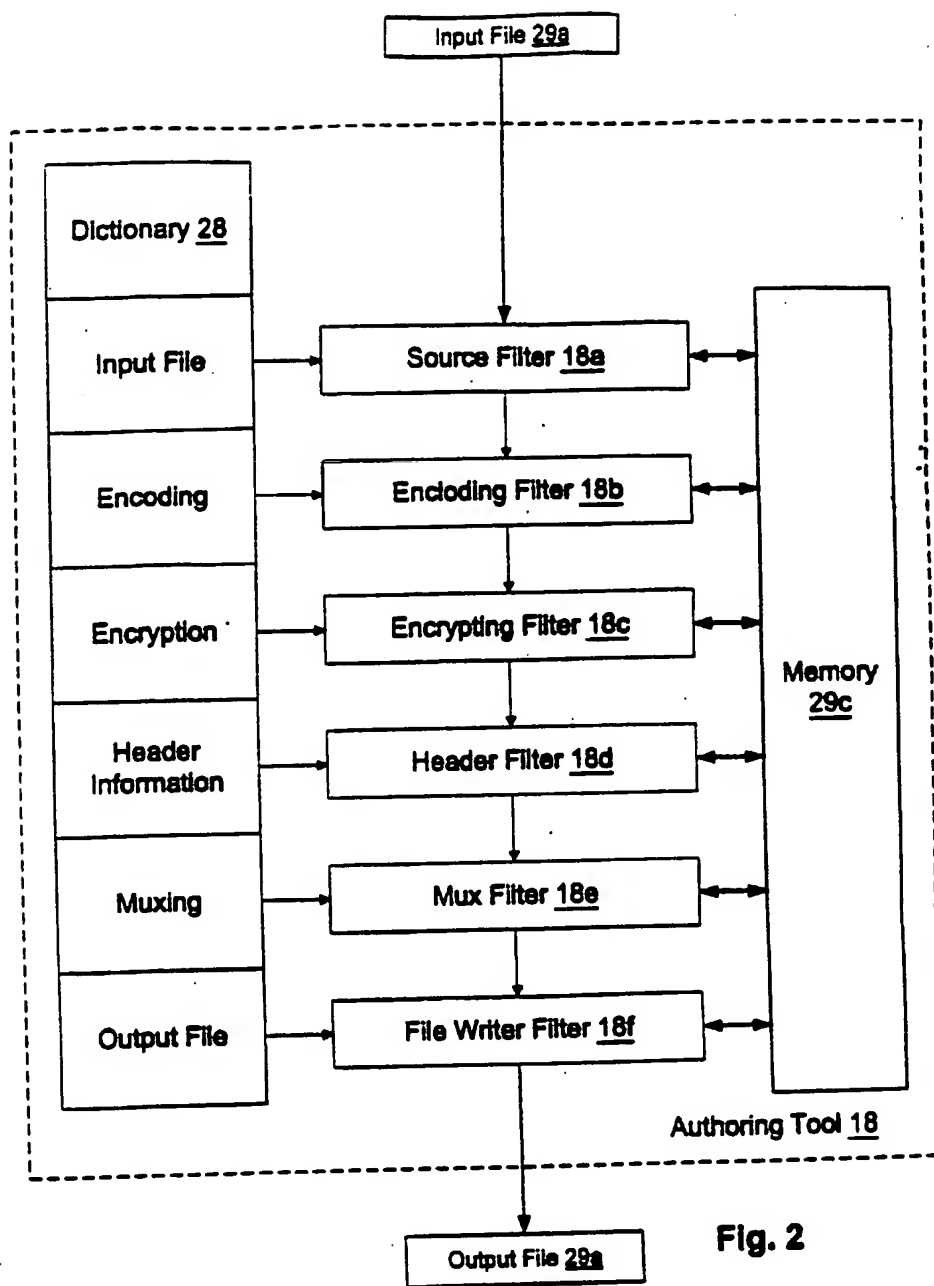 Input File 29a
Dictionary 28
Input File
Source Filter 18a
Encoding
Encloding Filter 18b
Encryption
Encrypting Filter 18c
Memory
29c
Header
Information
Header Filter 18d
Muxing
Mux Filter 18e
Output File
File Writer Filter 18f
Authoring Tool 18
Output File 29a
Fig. 2